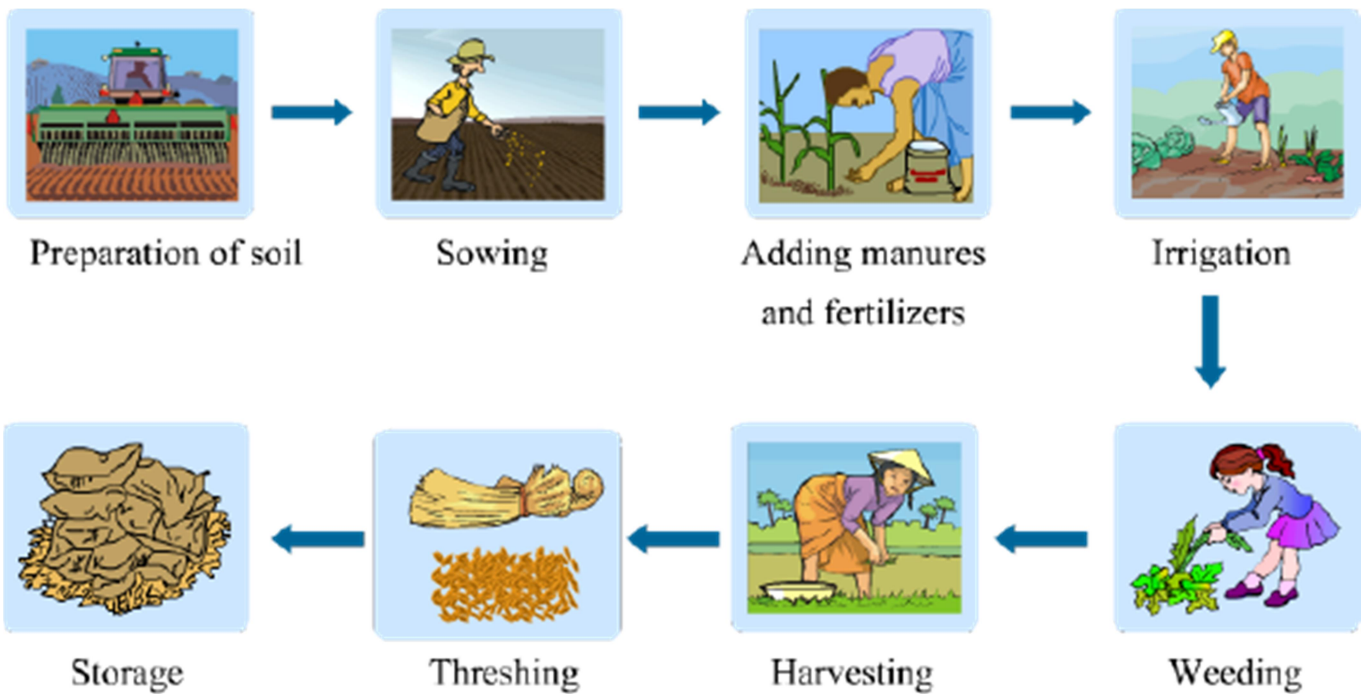 Preparation of soil
Sowing
Adding manures
and fertilizers
Irrigation
Weeding
Harvesting
Threshing
Storage